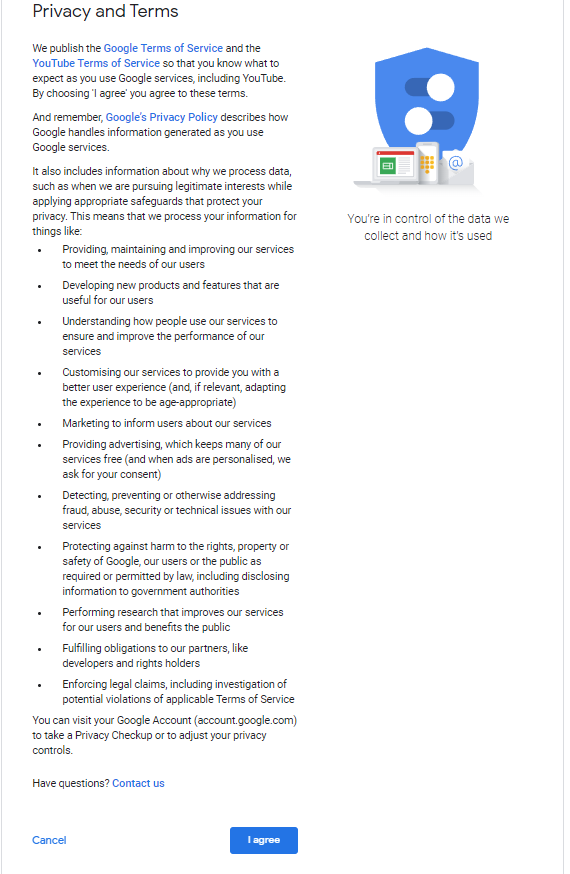 Privacy and Terms
We publish the Google Terms of Service and the
YouTube Terms of Service so that you know what to
expect as you use Google services, including YouTube.
By choosing 'I agree' you agree to these terms.
And remember, Google's Privacy Policy describes how
Google handles information generated as you use
Google services.
It also includes information about why we process data,
such as when we are pursuing legitimate interests while
applying appropriate safeguards that protect your
privacy. This means that we process your information for
things like:
• Providing, maintaining and improving our services
to meet the needs of our users
• Developing new products and features that are
useful for our users
• Understanding how people use our services to
ensure and improve the performance of our
services
• Customising our services to provide you with a
better user experience (and, if relevant, adapting
the experience to be age-appropriate)
• Marketing to inform users about our services
• Providing advertising, which keeps many of our
services free (and when ads are personalised, we
ask for your consent)
• Detecting, preventing or otherwise addressing
fraud, abuse, security or technical issues with our
services
• Protecting against harm to the rights, property or
safety of Google, our users or the public as
required or permitted by law, including disclosing
information to government authorities
• Performing research that improves our services
for our users and benefits the public
• Fulfilling obligations to our partners, like
developers and rights holders
• Enforcing legal claims, including investigation of
potential violations of applicable Terms of Service
You can visit your Google Account (account.google.com)
to take a Privacy Checkup or to adjust your privacy
controls.
Have questions? Contact us
Cancel
I agree
@
You're in control of the data we
collect and how it's used